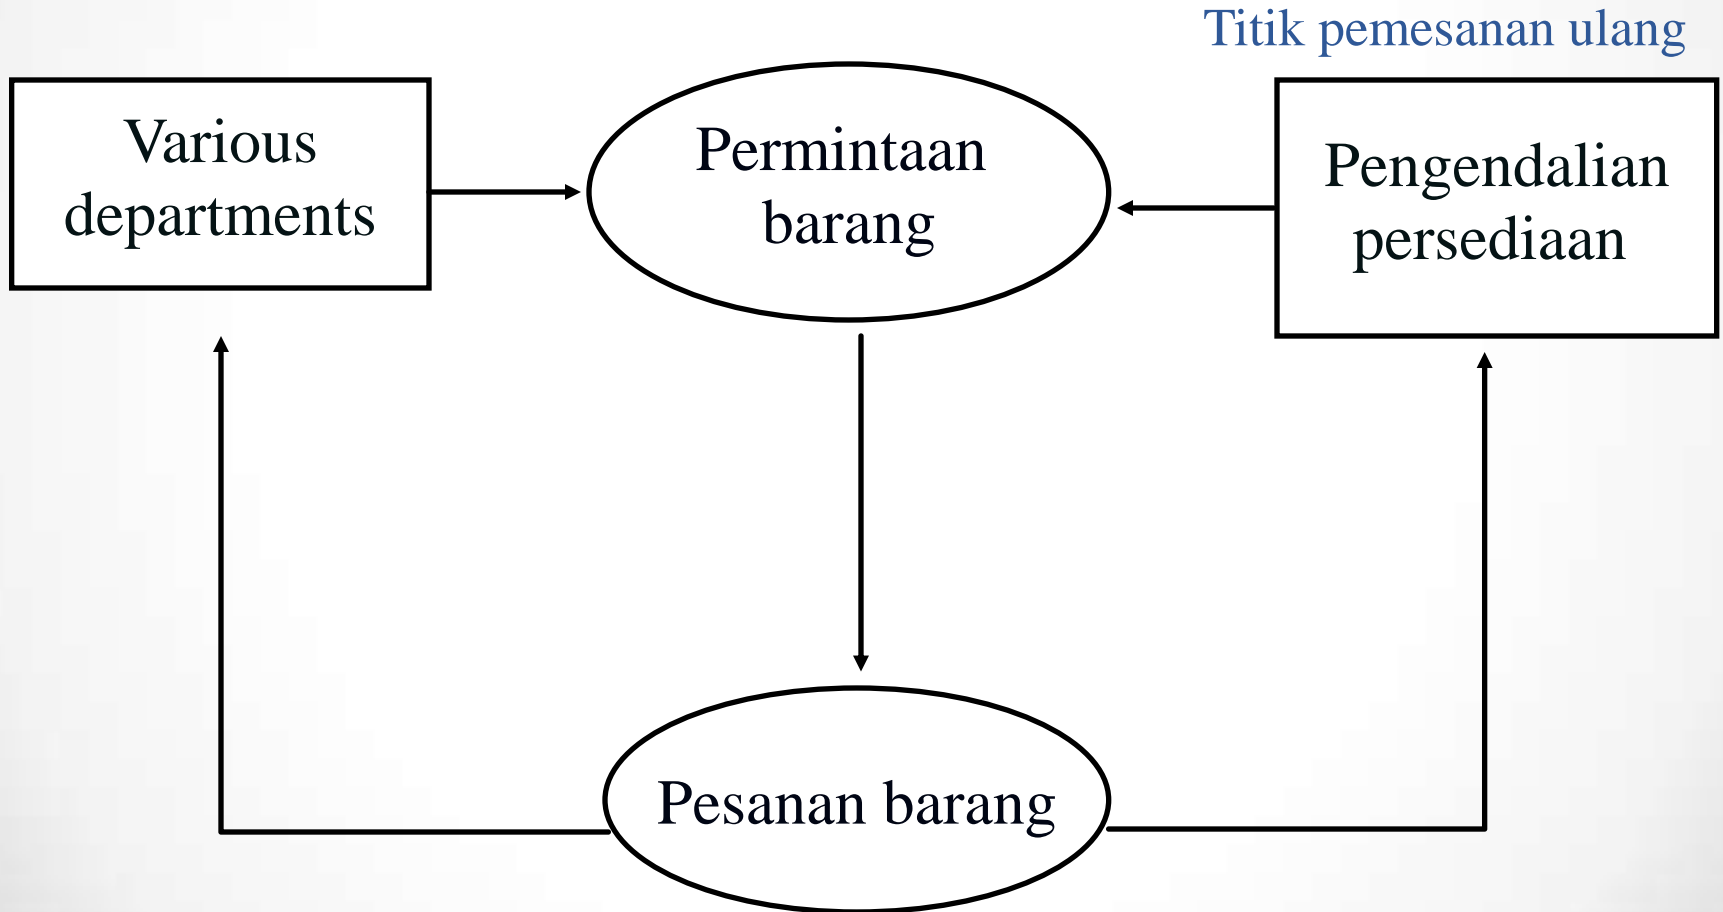 Titik pemesanan ulang
Various
departments
Permintaan
barang
Pengendalian
persediaan
Pesanan barang